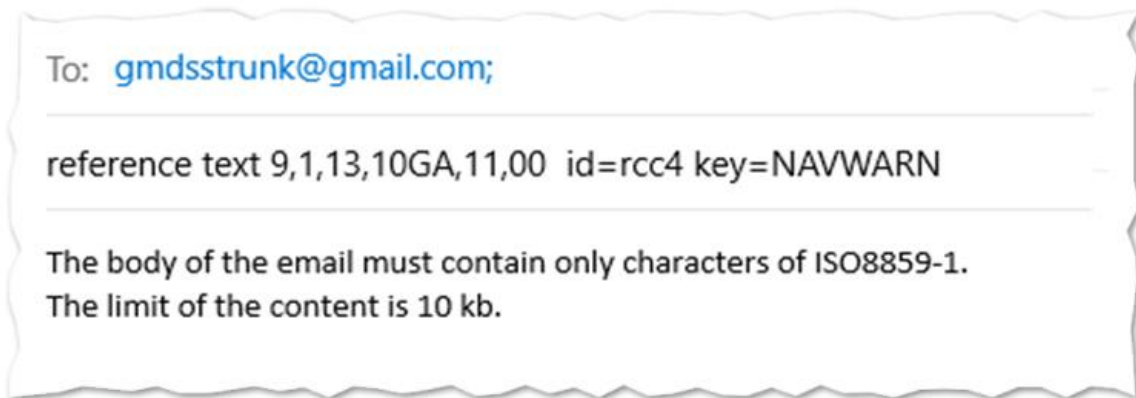 To: gmdsstrunk@gmail.com;
reference text 9,1,13,10GA,11,00  id=rcc4 key=NAVWARN
The body of the email must contain only characters of ISO8859-1.
The limit of the content is 10 kb.